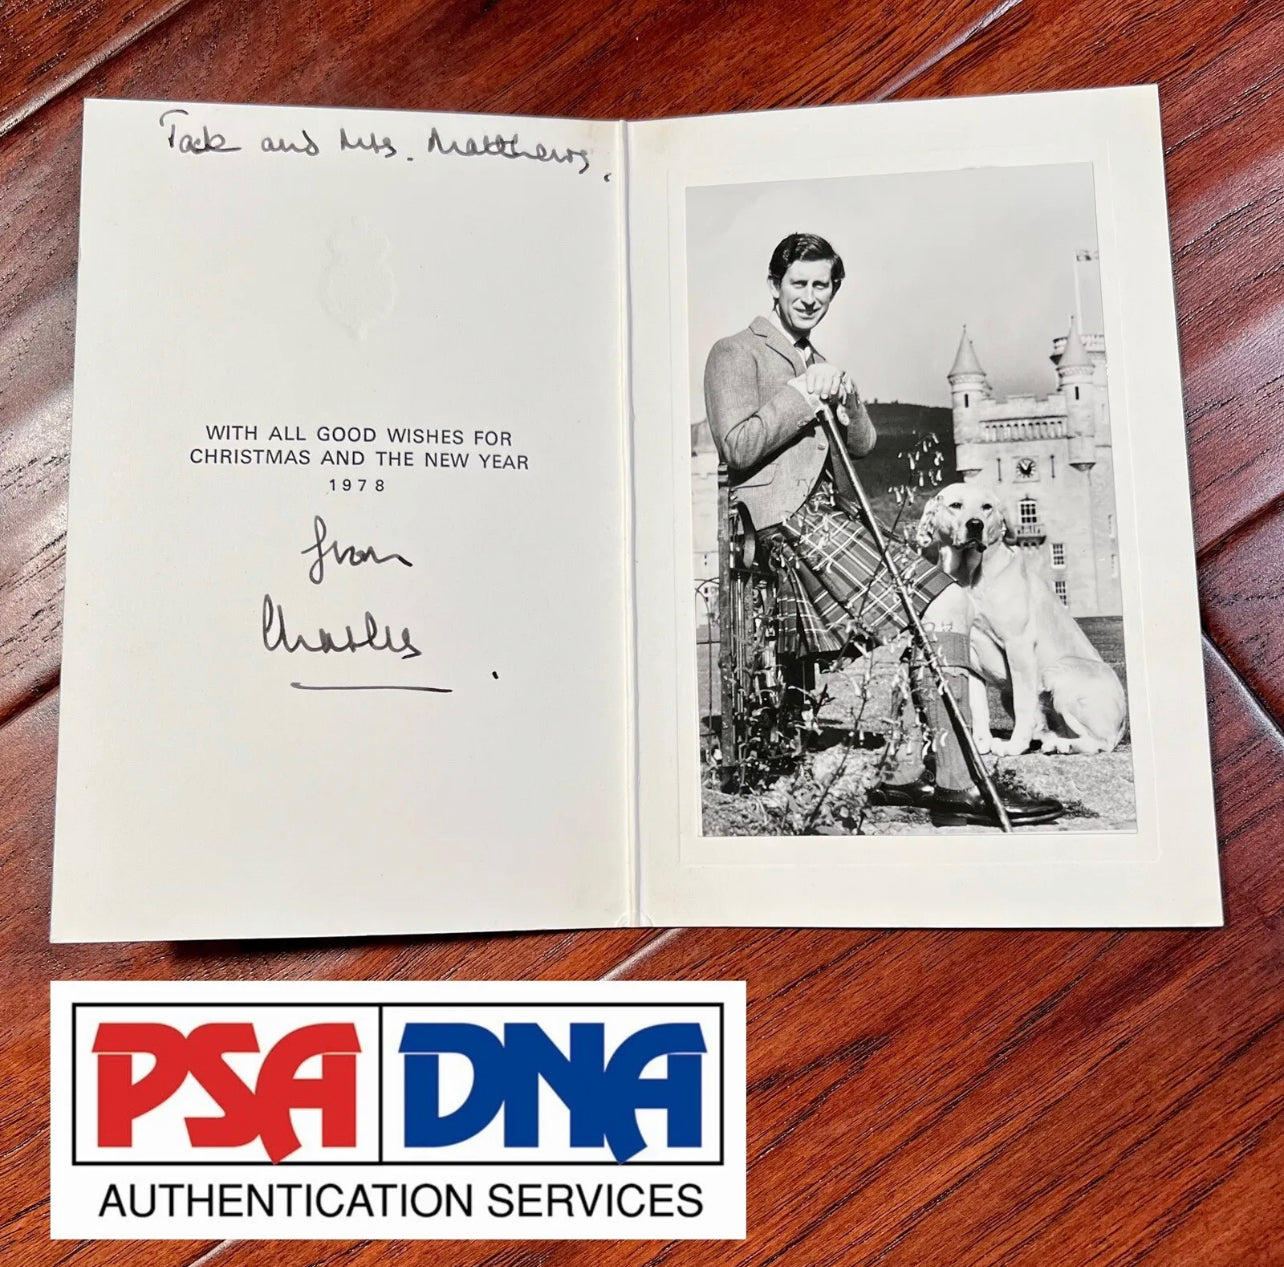 Jack and Mrs. Matthews.
WITH ALL GOOD WISHES FOR
CHRISTMAS AND THE NEW YEAR
1978
from
Charles
PSA DNA
AUTHENTICATION SERVICES